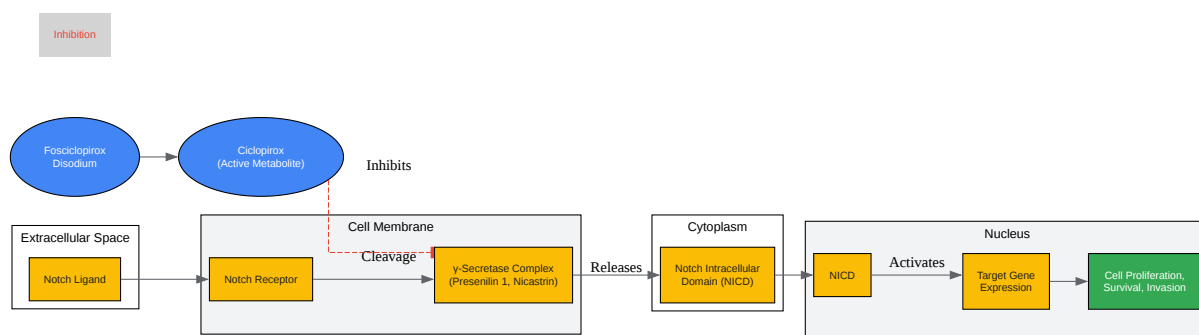 Inhibition
Fosciclopirox
Disodium
Ciclopirox
(Active Metabolite)
Inhibits
Extracellular Space
Notch Ligand
Cell Membrane
Notch Receptor
Cleavage
γ-Secretase Complex
(Presenilin 1, Nicastrin)
Releases
Cytoplasm
Notch Intracellular
Domain (NICD)
Nucleus
NICD
Activates
Target Gene
Expression
Cell Proliferation,
Survival, Invasion